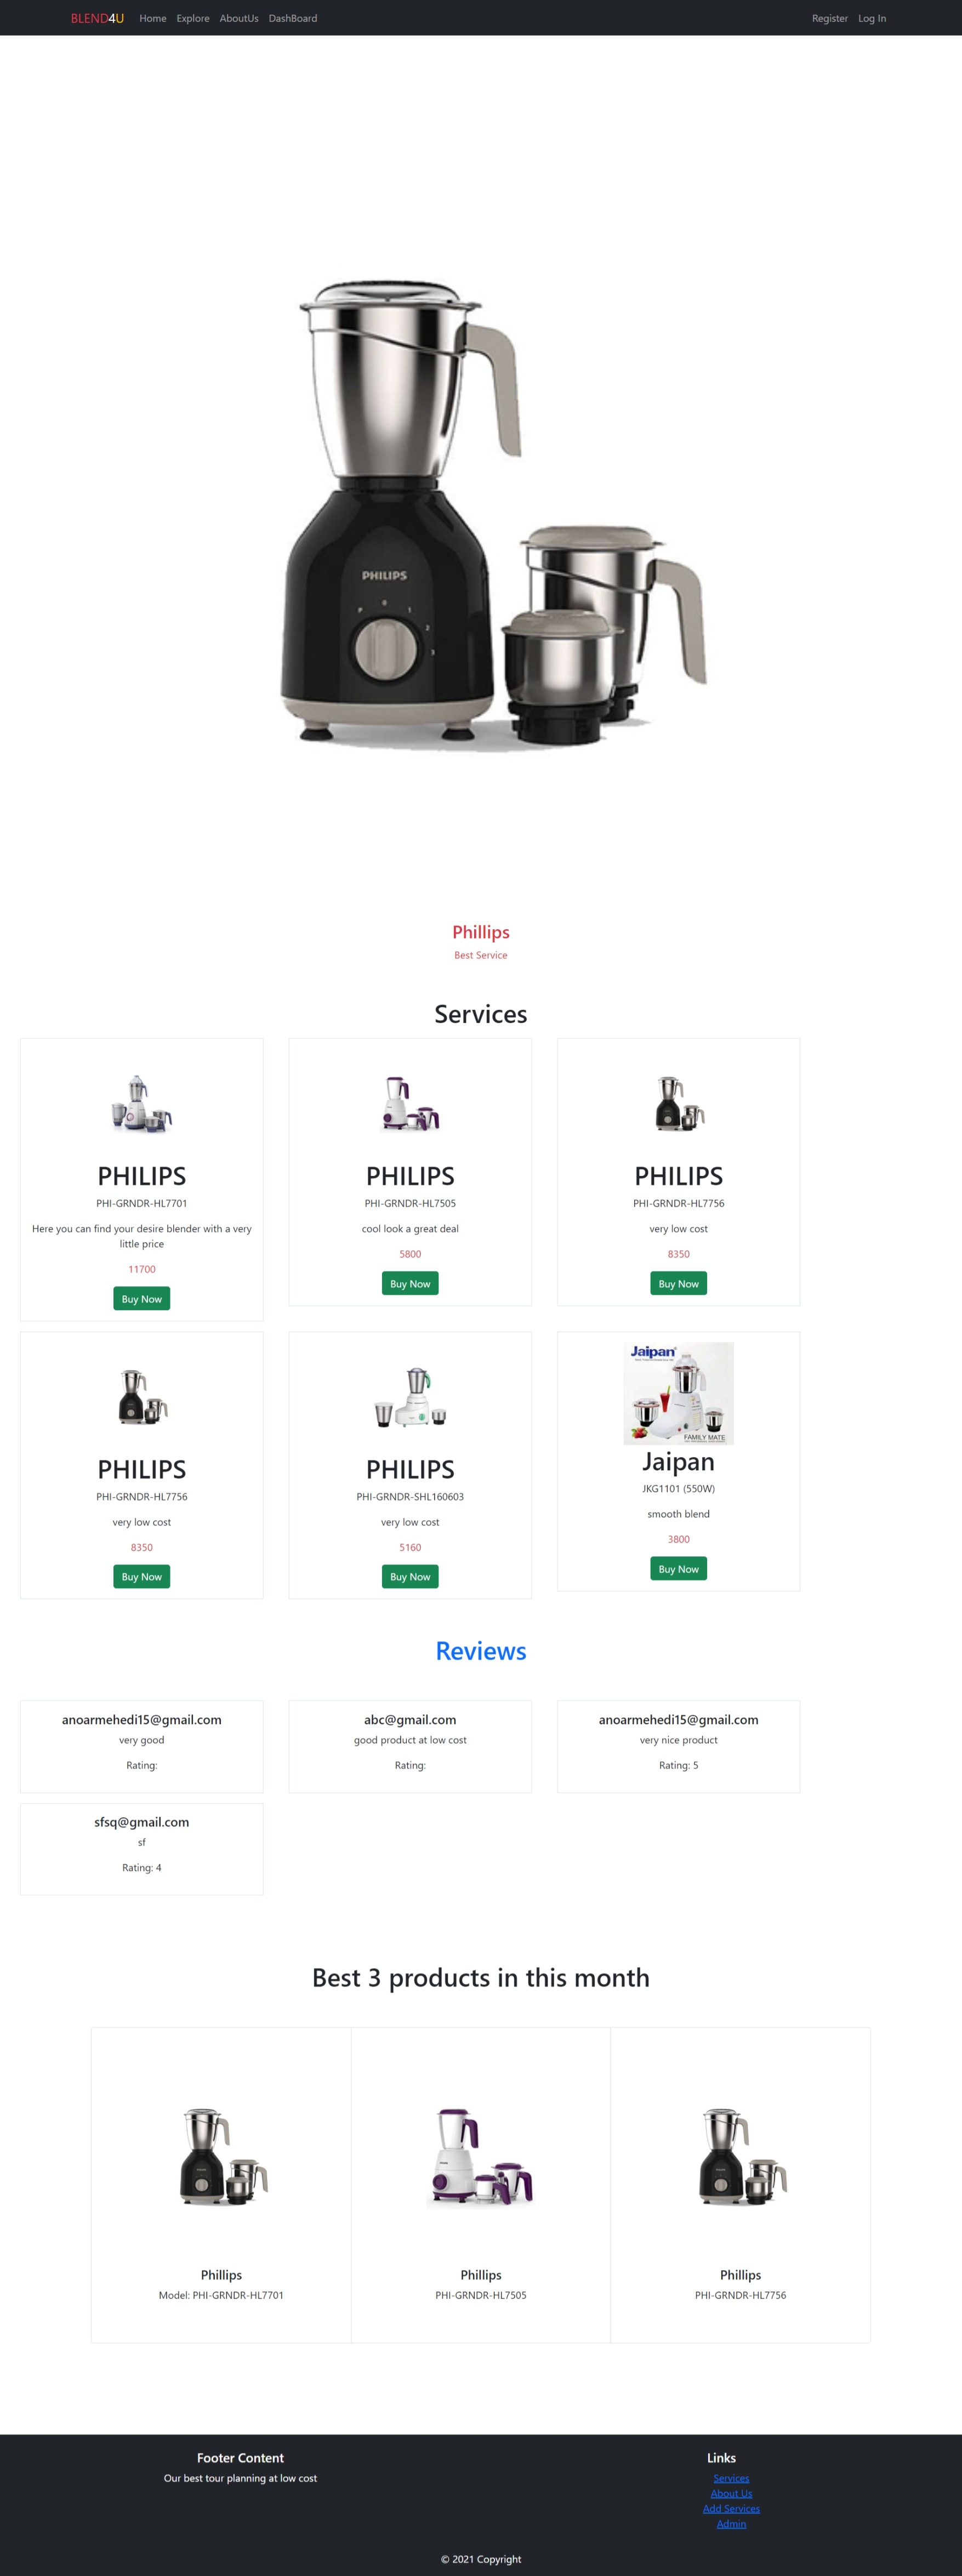 BLEND4U Home Explore AboutUs DashBoard Register Log In
PHILIPS
P 0 1 2 3
Phillips
Best Service
Services
PHILIPS
PHI-GRNDR-HL7701
Here you can find your desire blender with a very
little price
11700
Buy Now
PHILIPS
PHI-GRNDR-HL7505
cool look a great deal
5800
Buy Now
PHILIPS
PHI-GRNDR-HL7756
very low cost
8350
Buy Now
PHILIPS
PHI-GRNDR-HL7756
very low cost
8350
Buy Now
PHILIPS
PHI-GRNDR-SHL160603
very low cost
5160
Buy Now
Jaipan
FAMILY MATE
Jaipan
JKG1101 (550W)
smooth blend
3800
Buy Now
Reviews
anoarmehedi15@gmail.com
very good
Rating:
abc@gmail.com
good product at low cost
Rating:
anoarmehedi15@gmail.com
very nice product
Rating: 5
sfsq@gmail.com
sf
Rating: 4
Best 3 products in this month
Phillips
Model: PHI-GRNDR-HL7701
Phillips
PHI-GRNDR-HL7505
Phillips
PHI-GRNDR-HL7756
Footer Content
Our best tour planning at low cost
Links
Services
About Us
Add Services
Admin
© 2021 Copyright